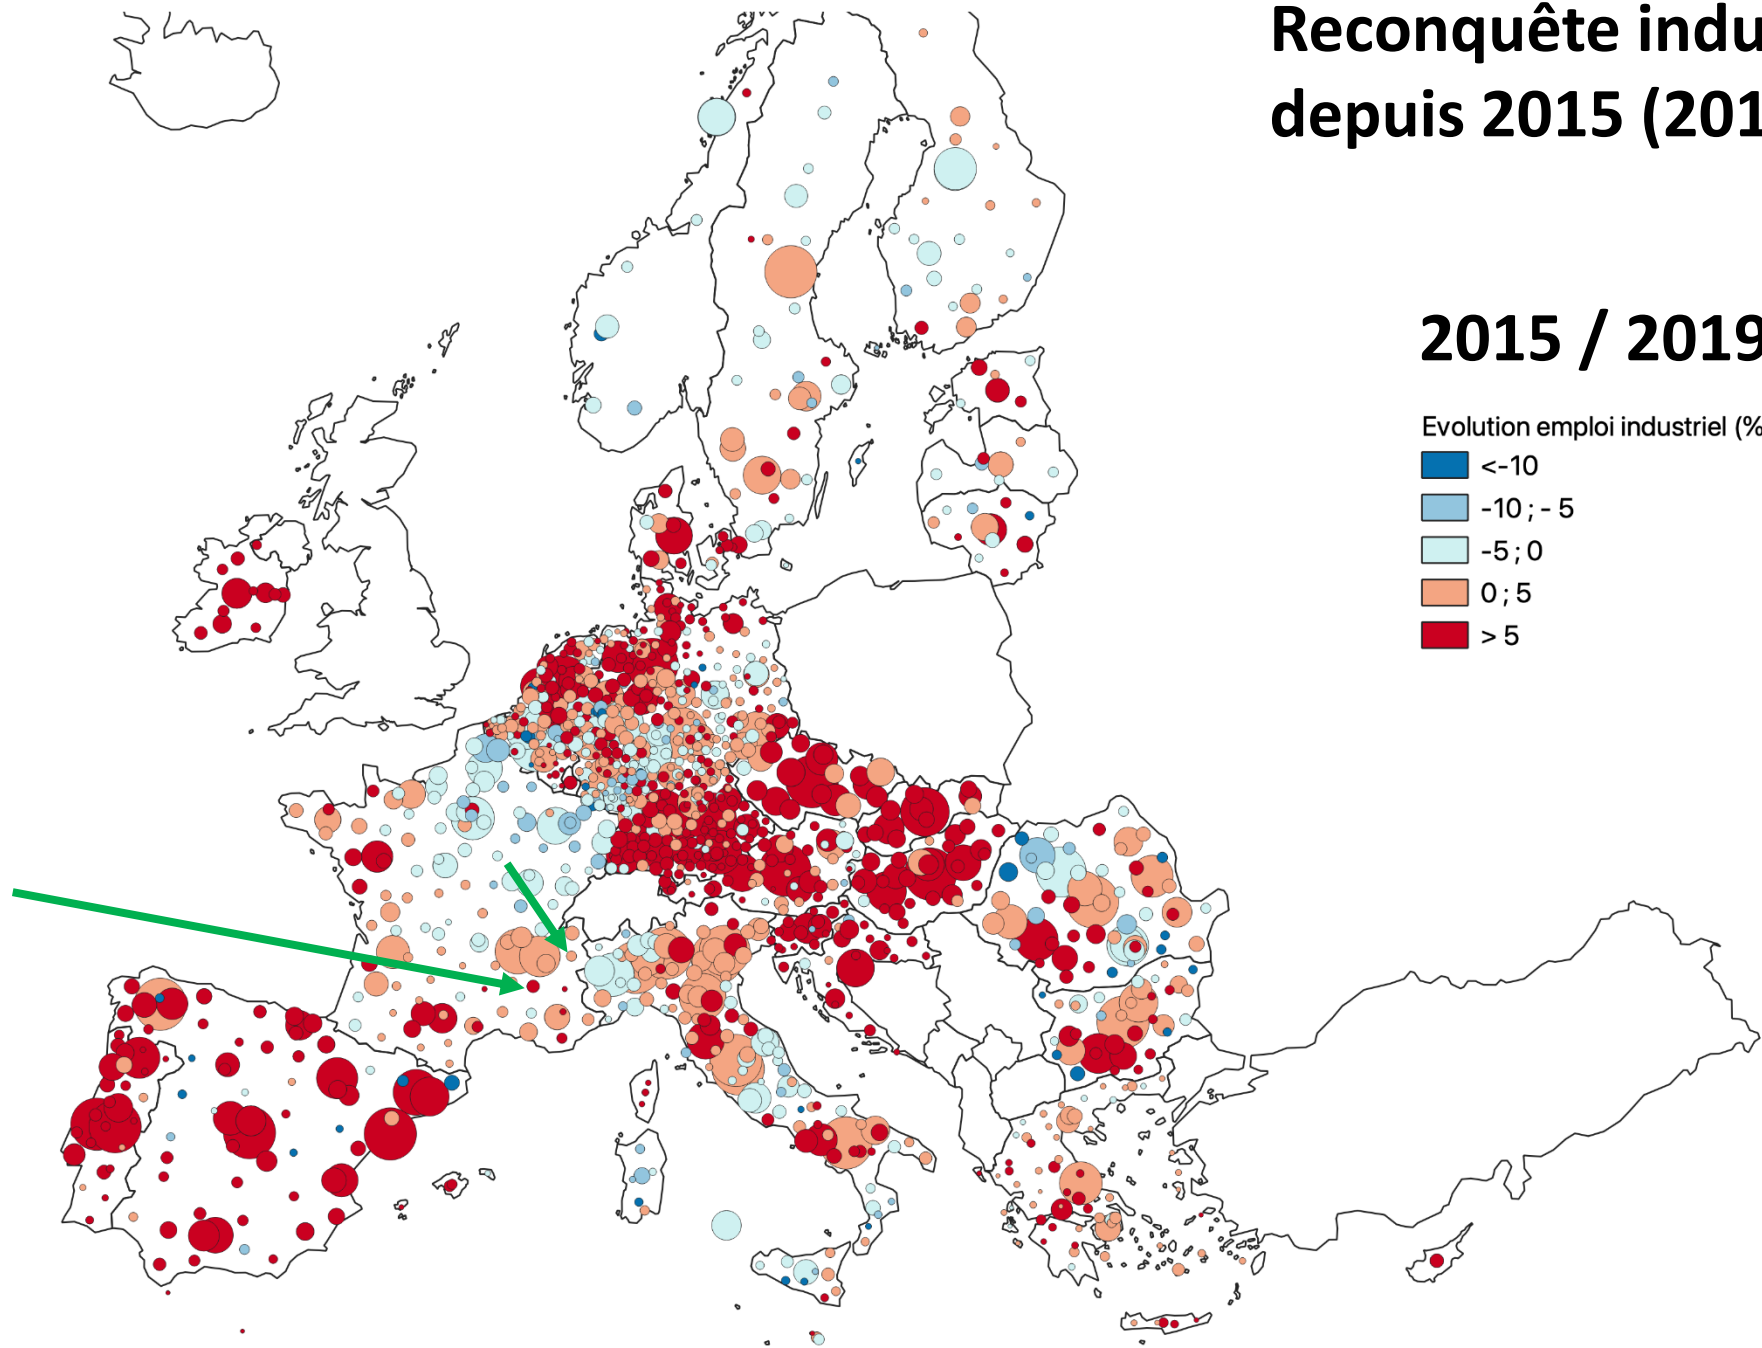 Reconquête indu
depuis 2015 (201
2015 / 2019
Evolution emploi industriel (%
<-10
-10 ; - 5
-5 ; 0
0 ; 5
> 5